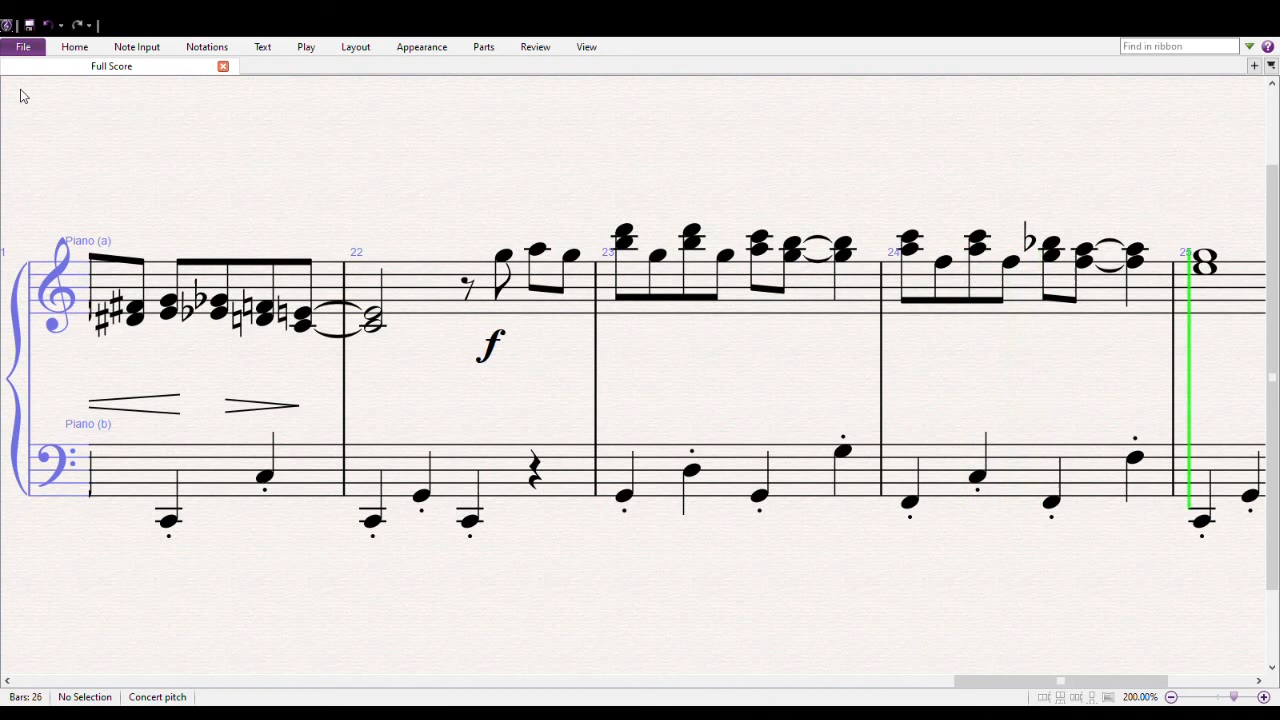 File Home Note Input Notations Text Play Layout Appearance Parts Review View Find in ribbon ?
Full Score
Piano (a)
1 22 23 24 25
f
Piano (b)
Bars: 26 No Selection Concert pitch 200.00%